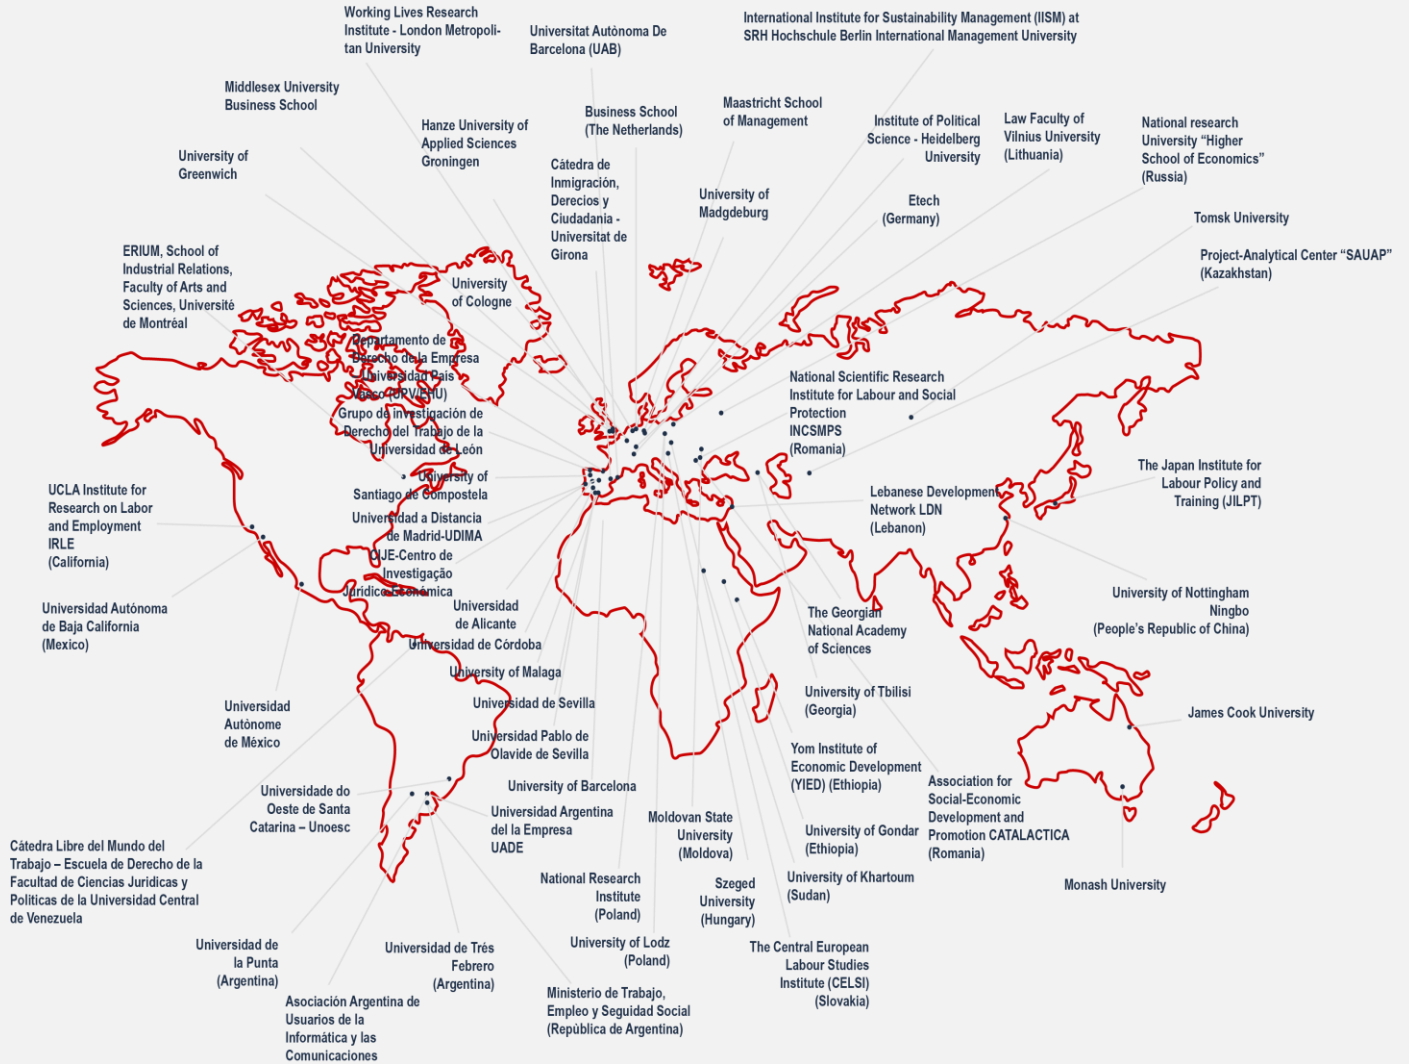 Working Lives Research
Institute - London Metropoli-
tan University
Universitat Autònoma De
Barcelona (UAB)
International Institute for Sustainability Management (IISM) at
SRH Hochschule Berlin International Management University
Middlesex University
Business School
Hanze University of
Applied Sciences
Groningen
Business School
(The Netherlands)
Maastricht School
of Management
Institute of Political
Science - Heidelberg
University
Law Faculty of
Vilnius University
(Lithuania)
National research
University “Higher
School of Economics”
(Russia)
University of
Greenwich
Cátedra de
Inmigración,
Derecios y
Ciudadania -
Universitat de
Girona
University of
Madgdeburg
Etech
(Germany)
Tomsk University
Project-Analytical Center “SAUAP”
(Kazakhstan)
ERIUM, School of
Industrial Relations,
Faculty of Arts and
Sciences, Université
de Montréal
University
of Cologne
Departamento de
Derecho de la Empresa
– Universidad Pais
Vasco (UPV/EHU)
Grupo de investigación de
Derecho del Trabajo de la
Universidad de León
University of
Santiago de Compostela
Universidad a Distancia
de Madrid-UDIMA
CIJE-Centro de
Investigação
Jurídico-Económica
Universidad
de Alicante
Universidad de Córdoba
University of Malaga
Universidad de Sevilla
Universidad Pablo de
Olavide de Sevilla
University of Barcelona
National Scientific Research
Institute for Labour and Social
Protection
INCSMPS
(Romania)
Lebanese Development
Network LDN
(Lebanon)
The Japan Institute for
Labour Policy and
Training (JILPT)
UCLA Institute for
Research on Labor
and Employment
IRLE
(California)
Universidad Autónoma
de Baja California
(Mexico)
Universidad
Autónome
de México
University of Nottingham
Ningbo
(People’s Republic of China)
The Georgian
National Academy
of Sciences
University of Tbilisi
(Georgia)
James Cook University
Yom Institute of
Economic Development
(YIED) (Ethiopia)
Association for
Social-Economic
Development and
Promotion CATALACTICA
(Romania)
Universidade do
Oeste de Santa
Catarina – Unoesc
Universidad Argentina
del la Empresa
UADE
Moldovan State
University
(Moldova)
University of Gondar
(Ethiopia)
Cátedra Libre del Mundo del
Trabajo – Escuela de Derecho de la
Facultad de Ciencias Juridicas y
Politicas de la Universidad Central
de Venezuela
National Research
Institute
(Poland)
Szeged
University
(Hungary)
University of Khartoum
(Sudan)
Monash University
Universidad de
la Punta
(Argentina)
Universidad de Trés
Febrero
(Argentina)
University of Lodz
(Poland)
The Central European
Labour Studies
Institute (CELSI)
(Slovakia)
Asociación Argentina de
Usuarios de la
Informática y las
Comunicaciones
Ministerio de Trabajo,
Empleo y Seguidad Social
(Repùblica de Argentina)